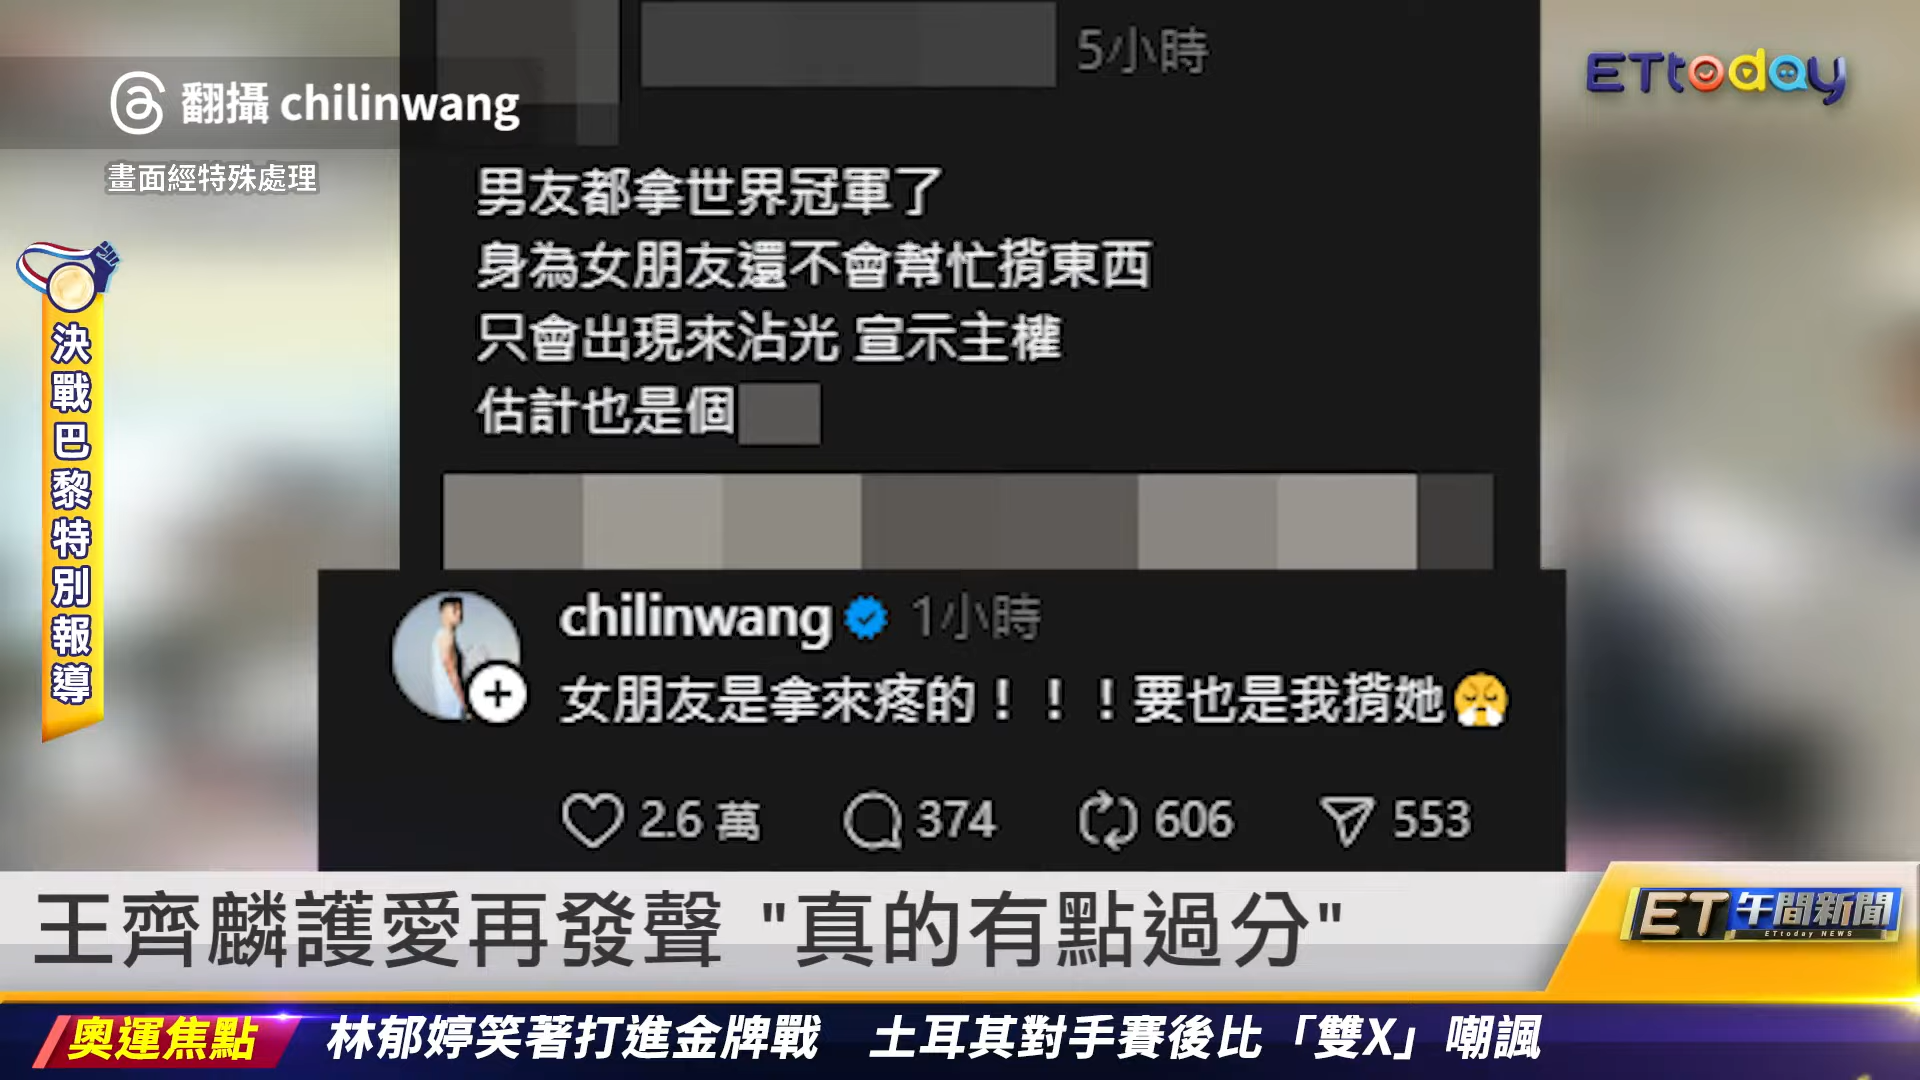 5小時
ETtoday
翻攝 chilinwang
畫面經特殊處理
男友都拿世界冠軍了
身為女朋友還不會幫忙揹東西
只會出現來沾光 宣示主權
估計也是個
決戰巴黎特別報導
chilinwang 1小時
女朋友是拿來疼的！！！要也是我揹她😤
2.6 萬 374 606 553
王齊麟護愛再發聲 "真的有點過分"
ET午間新聞
ETtoday NEWS
奧運焦點 林郁婷笑著打進金牌戰 土耳其對手賽後比「雙X」嘲諷